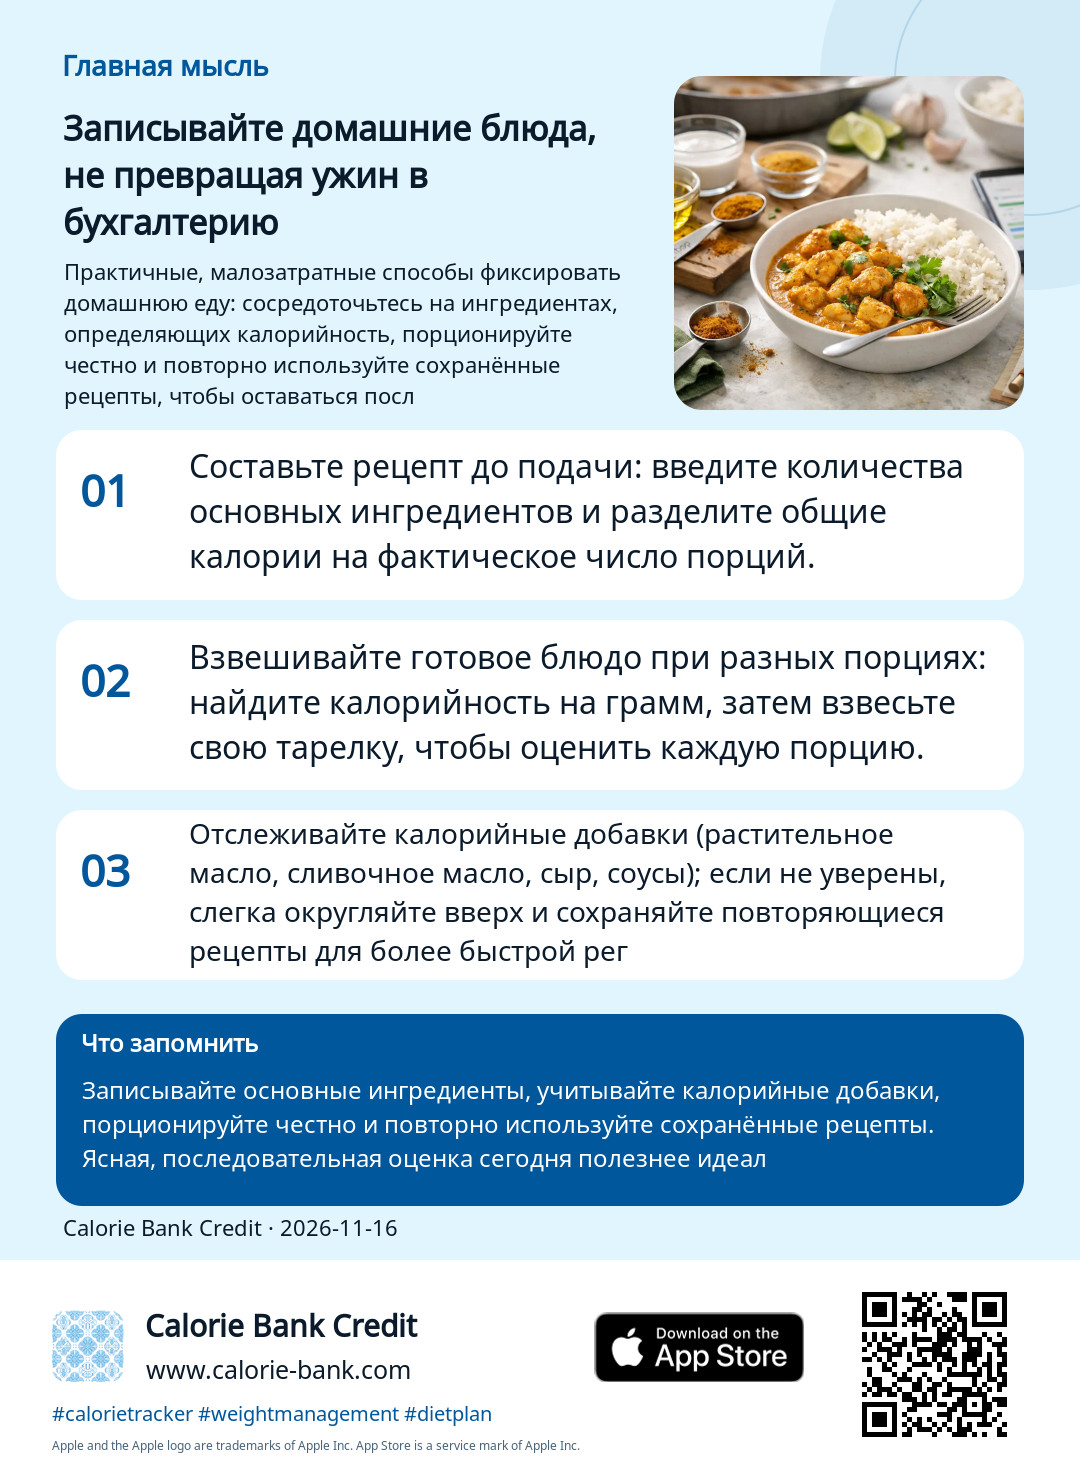 Главная мысль
Записывайте домашние блюда,
не превращая ужин в
бухгалтерию
Практичные, малозатратные способы фиксировать
домашнюю еду: сосредоточьтесь на ингредиентах,
определяющих калорийность, порционируйте
честно и повторно используйте сохранённые
рецепты, чтобы оставаться посл
01
Составьте рецепт до подачи: введите количества
основных ингредиентов и разделите общие
калории на фактическое число порций.
02
Взвешивайте готовое блюдо при разных порциях:
найдите калорийность на грамм, затем взвесьте
свою тарелку, чтобы оценить каждую порцию.
03
Отслеживайте калорийные добавки (растительное
масло, сливочное масло, сыр, соусы); если не уверены,
слегка округляйте вверх и сохраняйте повторяющиеся
рецепты для более быстрой рег
Что запомнить
Записывайте основные ингредиенты, учитывайте калорийные добавки,
порционируйте честно и повторно используйте сохранённые рецепты.
Ясная, последовательная оценка сегодня полезнее идеал
Calorie Bank Credit · 2026-11-16
Calorie Bank Credit
www.calorie-bank.com
Download on the
App Store
#calorietracker #weightmanagement #dietplan
Apple and the Apple logo are trademarks of Apple Inc. App Store is a service mark of Apple Inc.